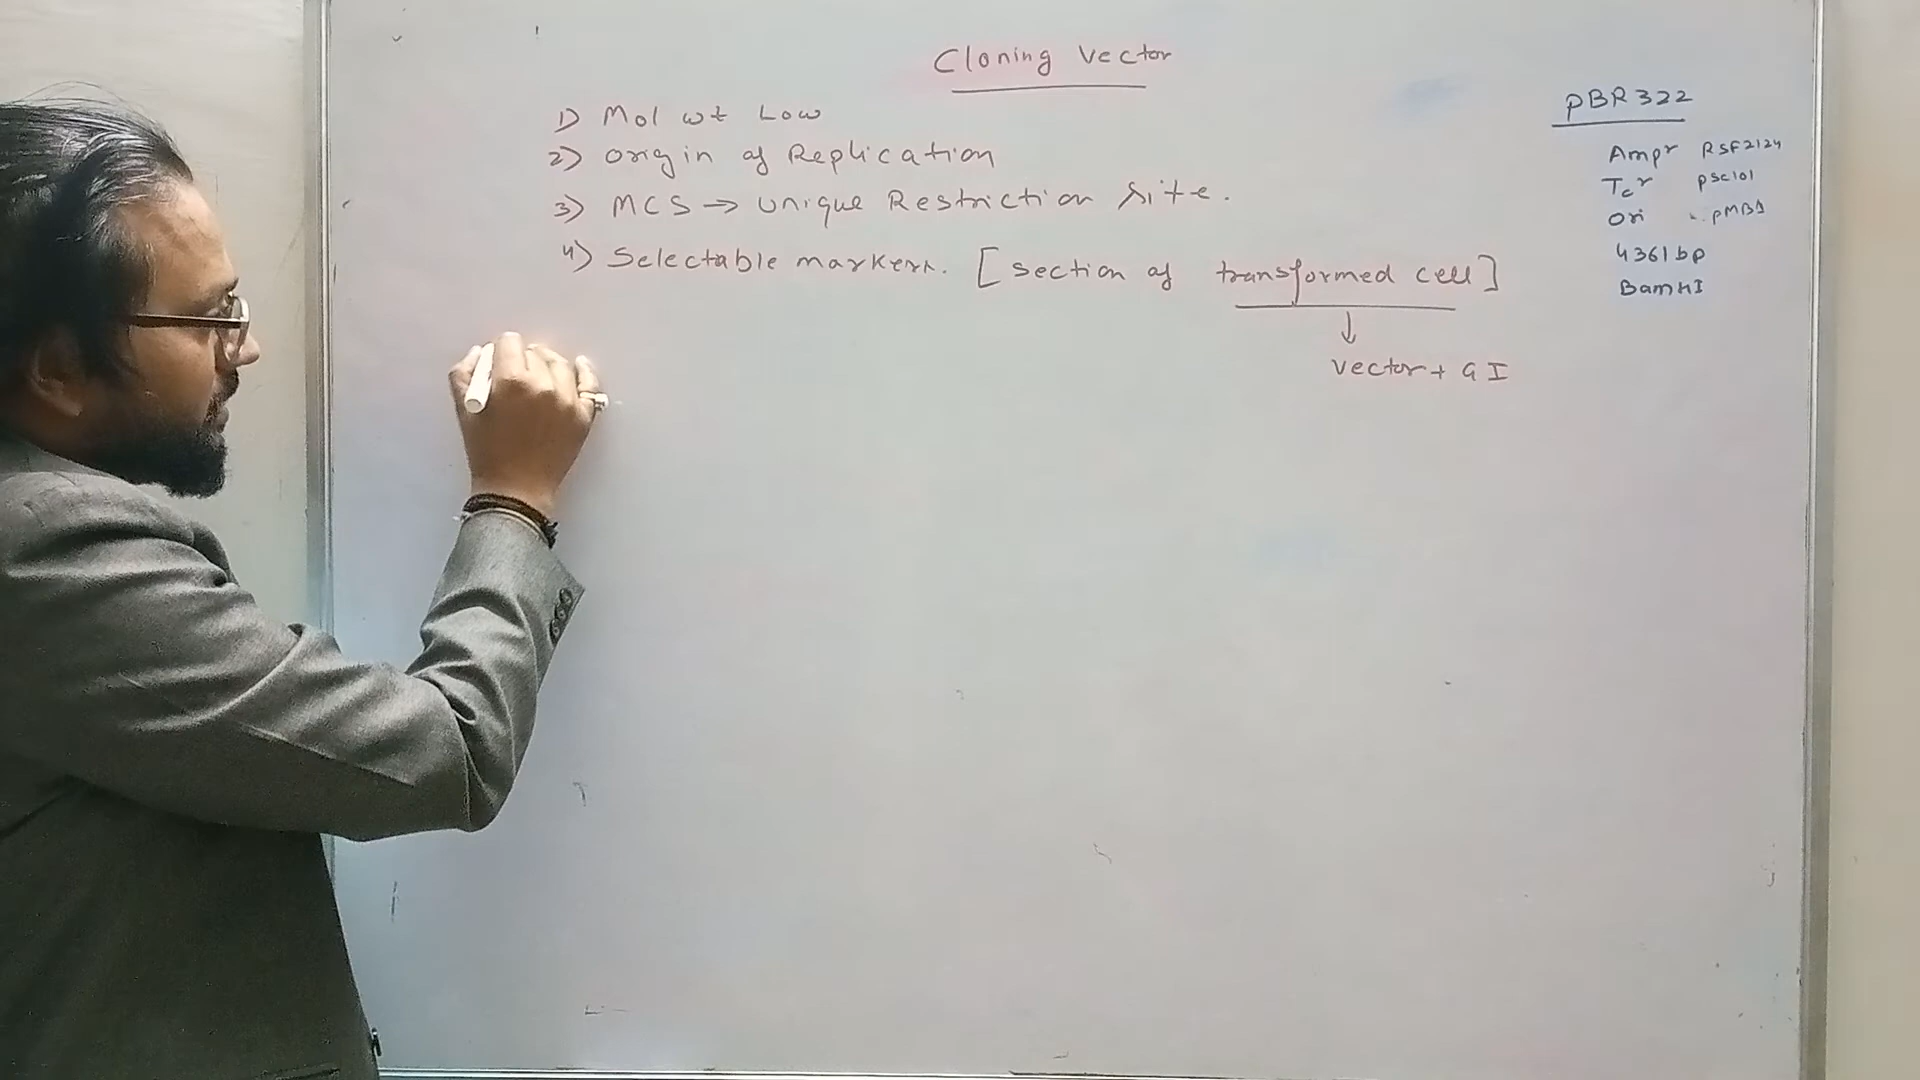 Cloning Vector
1) Mol wt Low
2) Origin of Replication
3) MCS → Unique Restriction Site.
4) Selectable markers. [section of transformed cell]
↓
Vector + GI
pBR322
Ampr RSF2124
Tcr pSC101
Ori pMB1
4361bp
BamHI